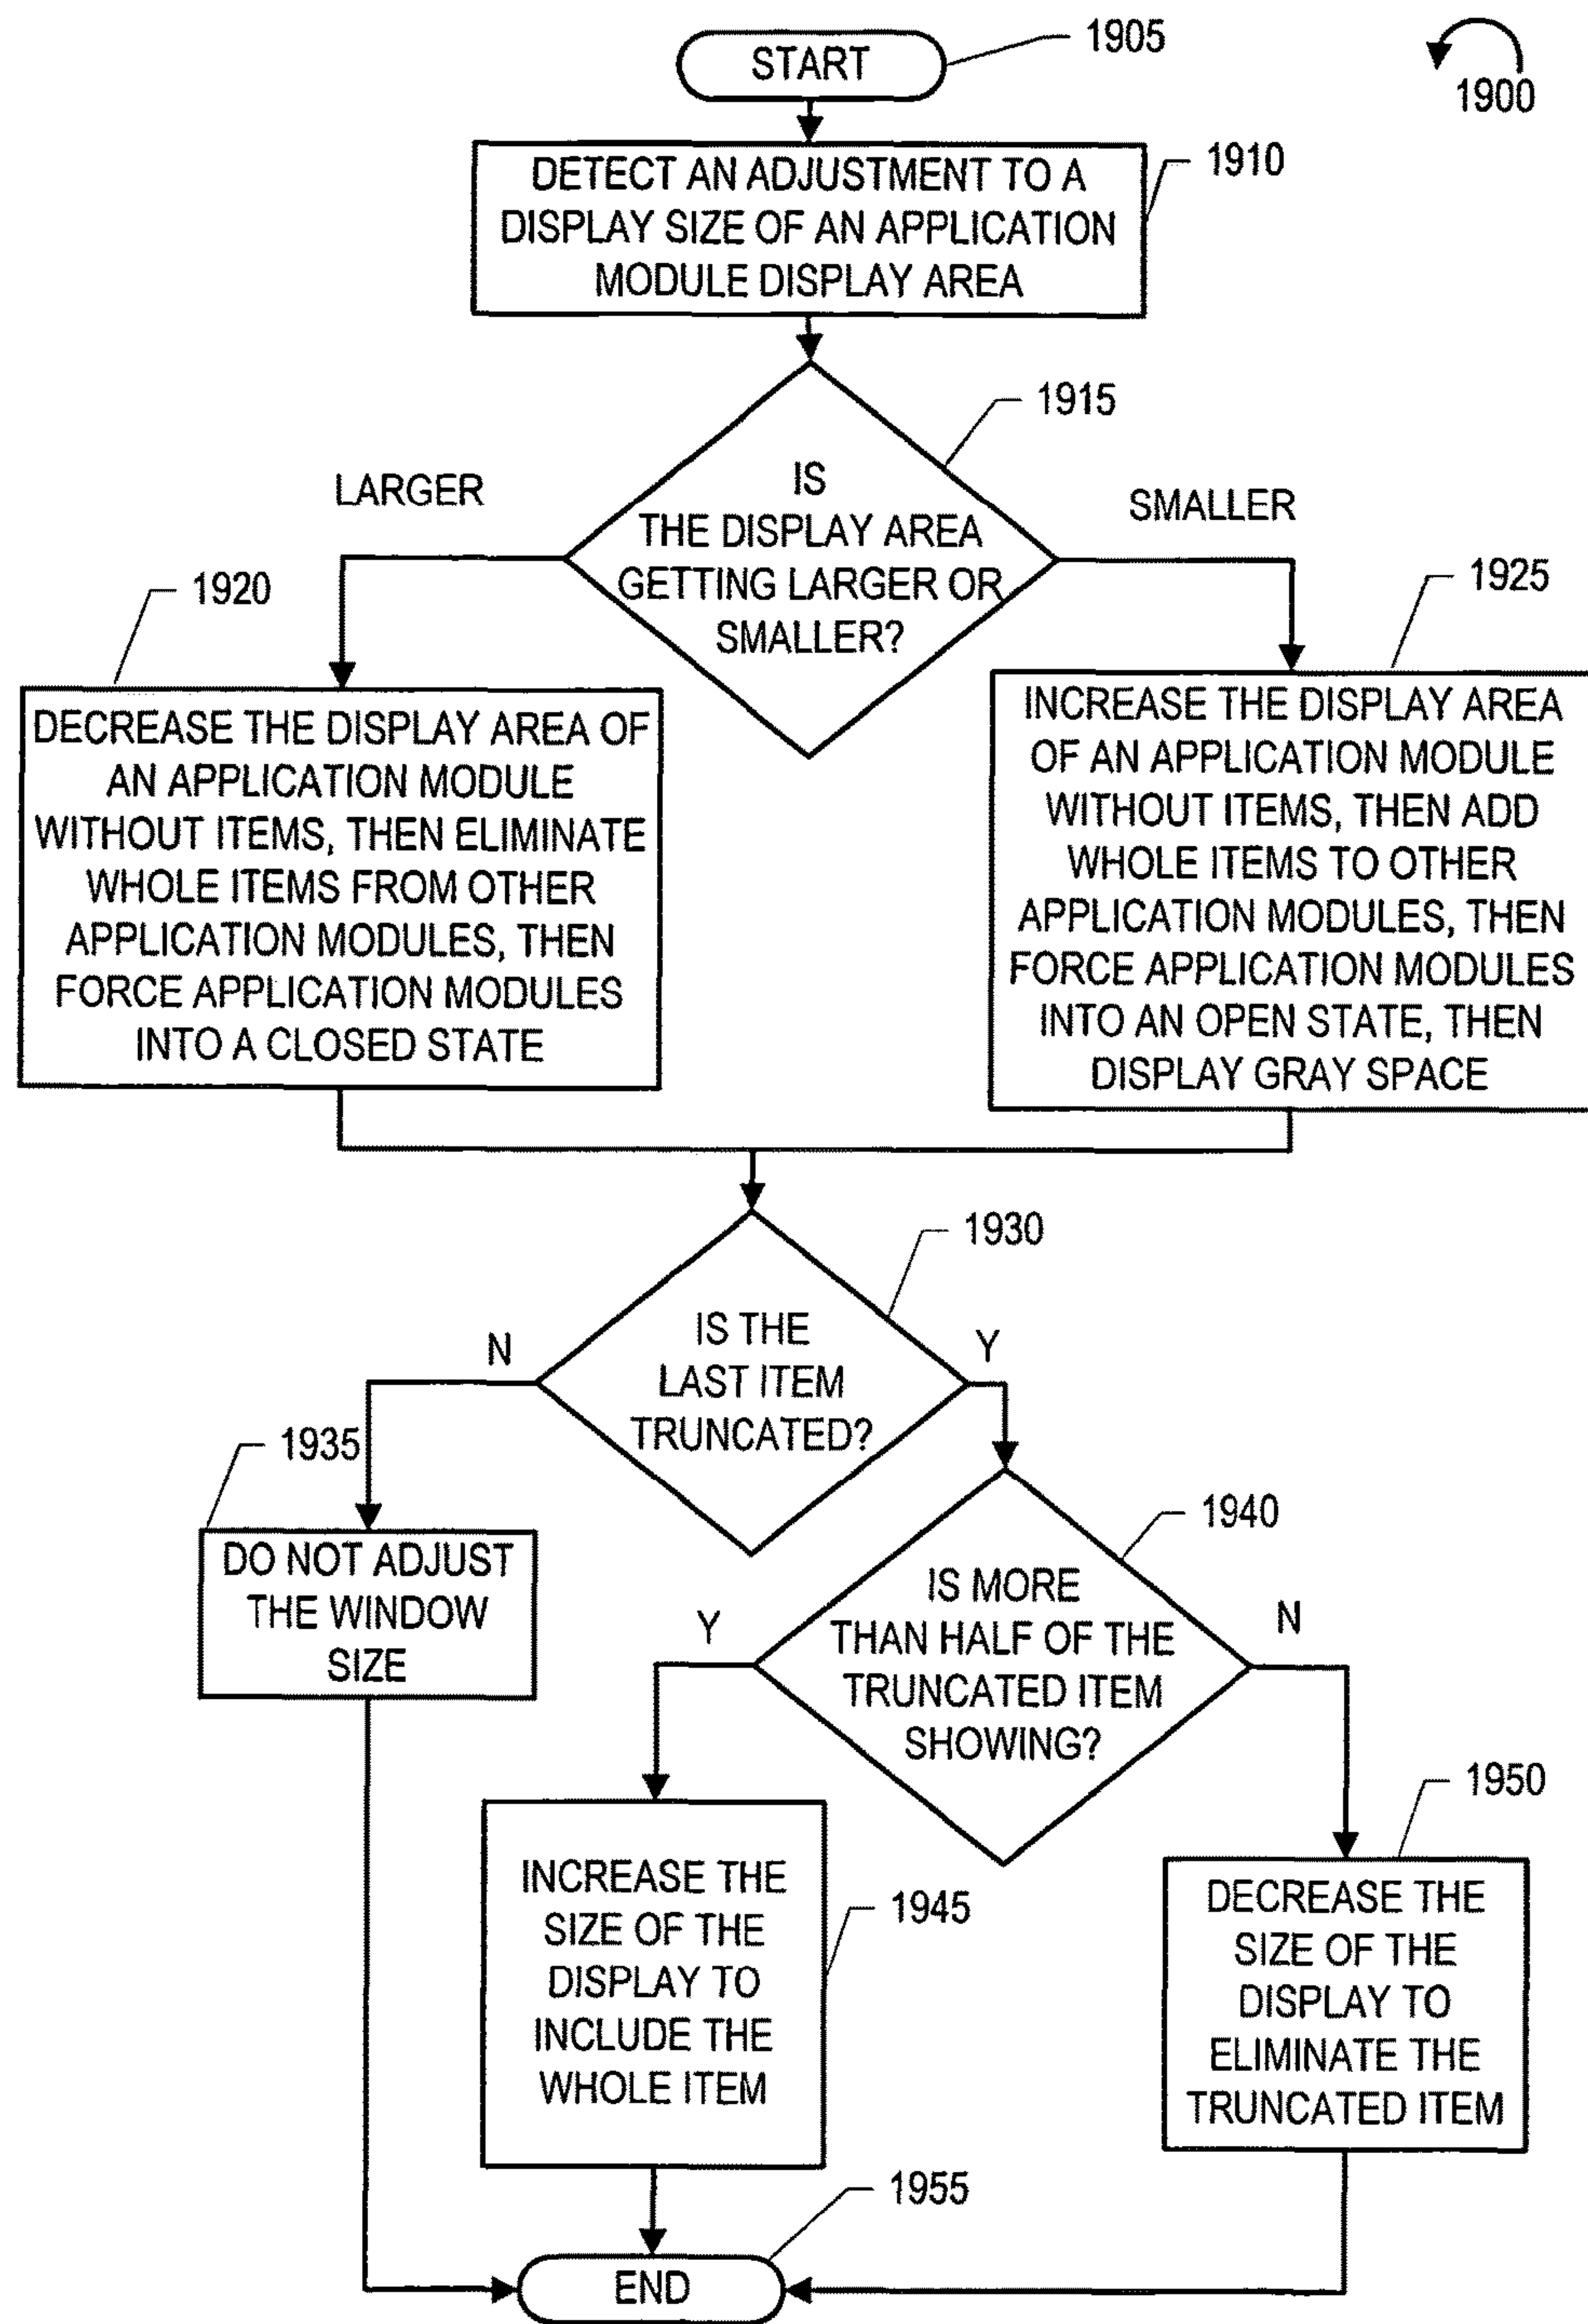 START
1905
1900
DETECT AN ADJUSTMENT TO A
DISPLAY SIZE OF AN APPLICATION
MODULE DISPLAY AREA
1910
1915
IS
THE DISPLAY AREA
GETTING LARGER OR
SMALLER?
LARGER
SMALLER
1920
DECREASE THE DISPLAY AREA OF
AN APPLICATION MODULE
WITHOUT ITEMS, THEN ELIMINATE
WHOLE ITEMS FROM OTHER
APPLICATION MODULES, THEN
FORCE APPLICATION MODULES
INTO A CLOSED STATE
1925
INCREASE THE DISPLAY AREA
OF AN APPLICATION MODULE
WITHOUT ITEMS, THEN ADD
WHOLE ITEMS TO OTHER
APPLICATION MODULES, THEN
FORCE APPLICATION MODULES
INTO AN OPEN STATE, THEN
DISPLAY GRAY SPACE
1930
IS THE
LAST ITEM
TRUNCATED?
N
Y
1935
DO NOT ADJUST
THE WINDOW
SIZE
1940
IS MORE
THAN HALF OF THE
TRUNCATED ITEM
SHOWING?
Y
N
INCREASE THE
SIZE OF THE
DISPLAY TO
INCLUDE THE
WHOLE ITEM
1945
1950
DECREASE THE
SIZE OF THE
DISPLAY TO
ELIMINATE THE
TRUNCATED ITEM
1955
END